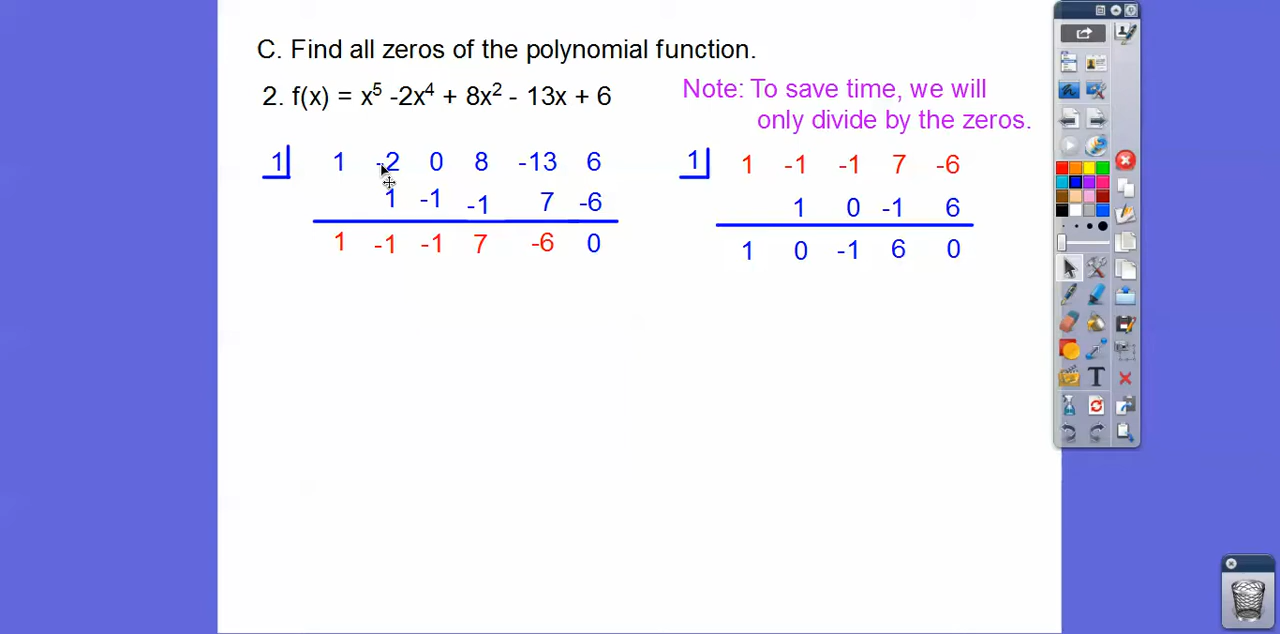 C. Find all zeros of the polynomial function.
2. f(x) = x⁵ -2x⁴ + 8x² - 13x + 6
Note: To save time, we will
only divide by the zeros.
1| 1 -2 0 8 -13 6
1 -1 -1 7 -6
1 -1 -1 7 -6 0
1| 1 -1 -1 7 -6
1 0 -1 6
1 0 -1 6 0